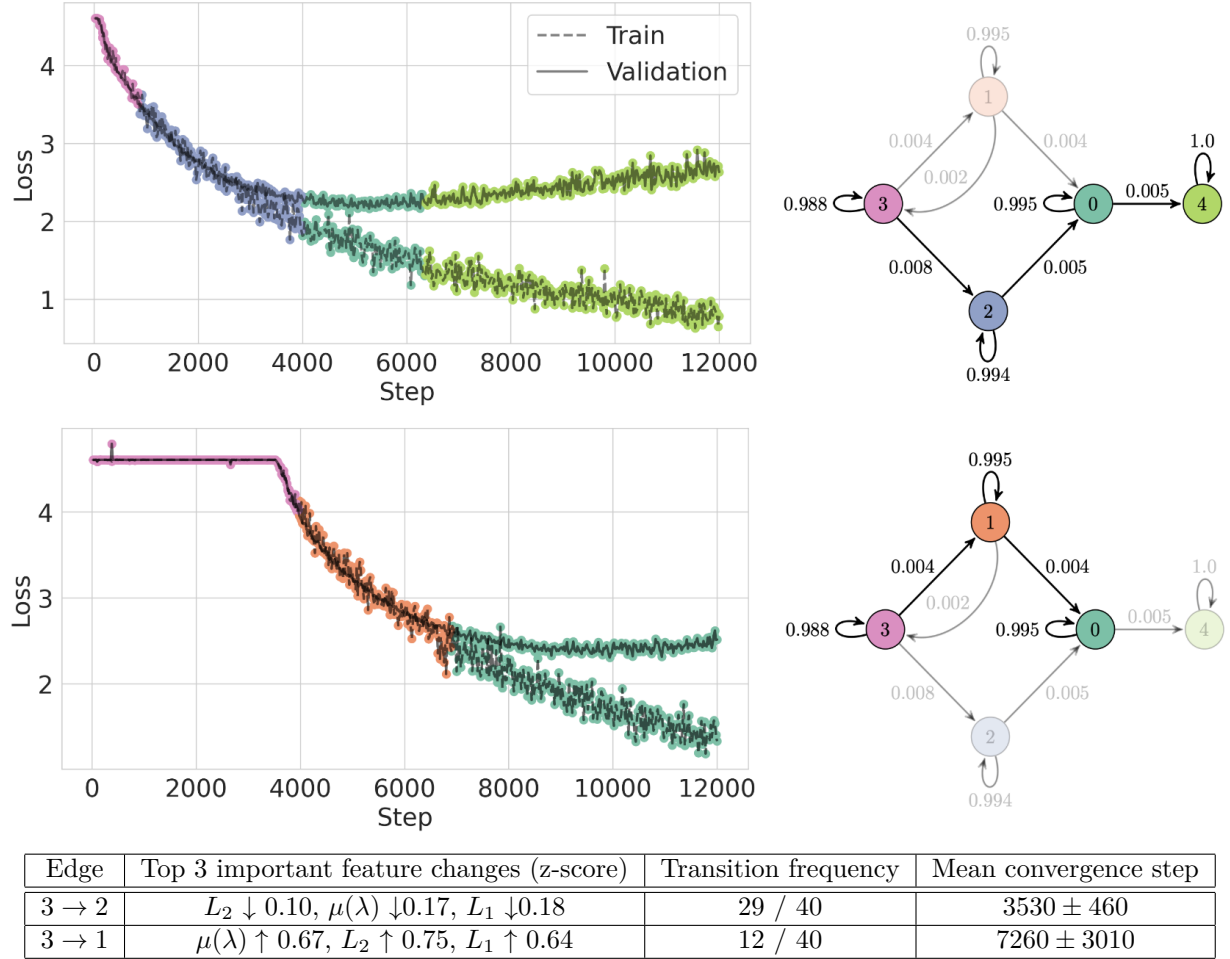 Train
Validation
4
3
2
1
Loss
0 2000 4000 6000 8000 10000 12000
Step
0.995
1
0.004 0.004
0.002
1.0
0.988 3 0.995 0 0.005 4
0.008 0.005
2
0.994
4
3
2
Loss
0 2000 4000 6000 8000 10000 12000
Step
0.995
1
0.004 0.004
0.002
1.0
0.988 3 0.995 0 0.005 4
0.008 0.005
2
0.994
Edge Top 3 important feature changes (z-score) Transition frequency Mean convergence step
3 → 2 L₂ ↓ 0.10, μ(λ) ↓0.17, L₁ ↓0.18 29 / 40 3530 ± 460
3 → 1 μ(λ) ↑ 0.67, L₂ ↑ 0.75, L₁ ↑ 0.64 12 / 40 7260 ± 3010